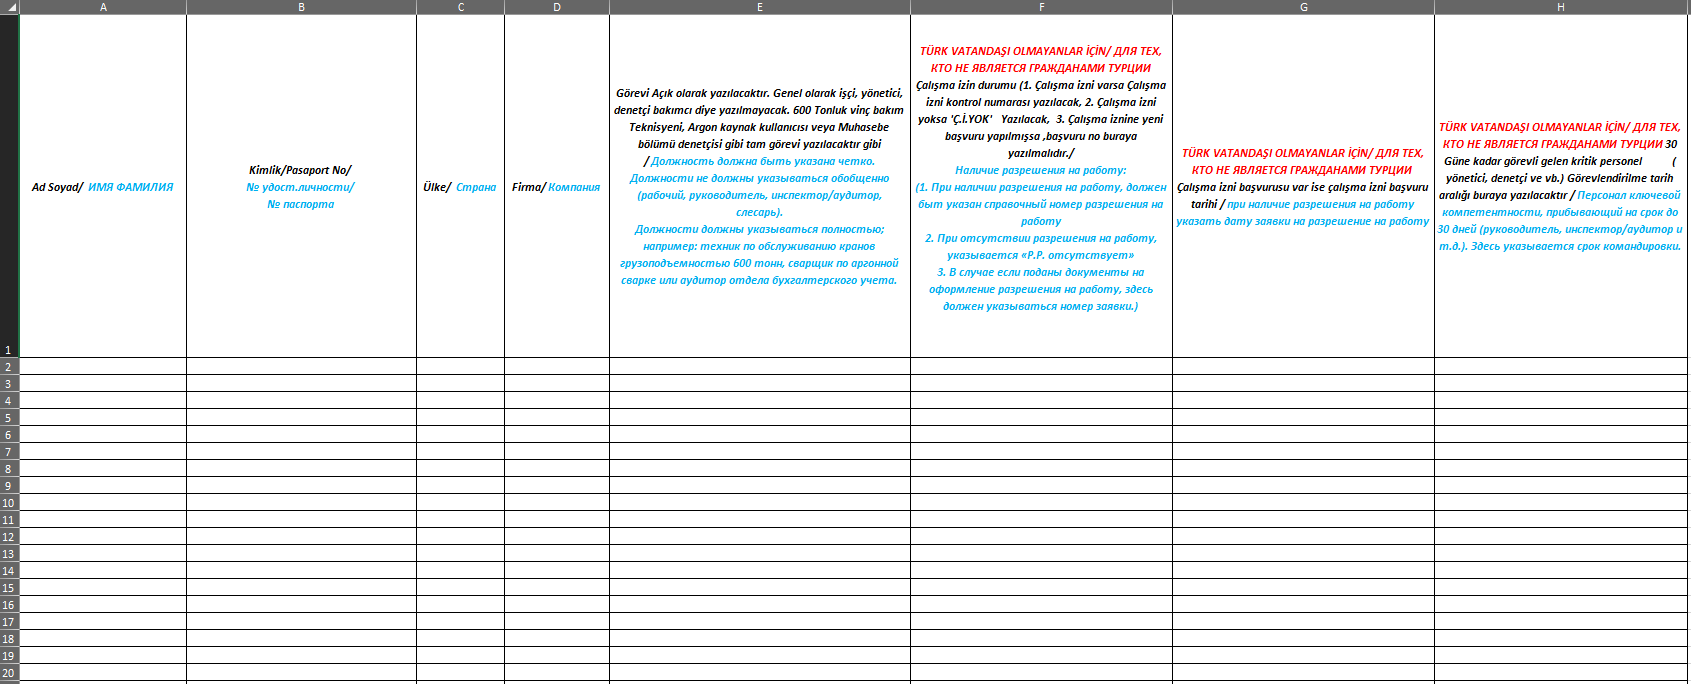 A B C D E F G H
Ad Soyad/ ИМЯ ФАМИЛИЯ
Kimlik/Pasaport No/
№ удост.личности/
№ паспорта
Ülke/ Страна
Firma/ Компания
Görevi Açık olarak yazılacaktır. Genel olarak işçi, yönetici,
denetçi bakımcı diye yazılmayacak. 600 Tonluk vinç bakım
Teknisyeni, Argon kaynak kullanıcısı veya Muhasebe
bölümü denetçisi gibi tam görevi yazılacaktır gibi
/ Должность должна быть указана четко.
Должности не должны указываться обобщенно
(рабочий, руководитель, инспектор/аудитор,
слесарь).
Должности должны указываться полностью;
например: техник по обслуживанию кранов
грузоподъемностью 600 тонн, сварщик по аргонной
сварке или аудитор отдела бухгалтерского учета.
TÜRK VATANDAŞI OLMAYANLAR İÇİN/ ДЛЯ ТЕХ,
КТО НЕ ЯВЛЯЕТСЯ ГРАЖДАНАМИ ТУРЦИИ
Çalışma izin durumu (1. Çalışma izni varsa Çalışma
izni kontrol numarası yazılacak, 2. Çalışma izni
yoksa 'Ç.İ.YOK' Yazılacak, 3. Çalışma iznine yeni
başvuru yapılmışsa ,başvuru no buraya
yazılmalıdır./
Наличие разрешения на работу:
(1. При наличии разрешения на работу, должен
быт указан справочный номер разрешения на
работу
2. При отсутствии разрешения на работу,
указывается «Р.Р. отсутствует»
3. В случае если поданы документы на
оформление разрешения на работу, здесь
должен указываться номер заявки.)
TÜRK VATANDAŞI OLMAYANLAR İÇİN/ ДЛЯ ТЕХ,
КТО НЕ ЯВЛЯЕТСЯ ГРАЖДАНАМИ ТУРЦИИ
Çalışma izni başvurusu var ise çalışma izni başvuru
tarihi / при наличие разрешения на работу
указать дату заявки на разрешение на работу
TÜRK VATANDAŞI OLMAYANLAR İÇİN/ ДЛЯ ТЕХ,
КТО НЕ ЯВЛЯЕТСЯ ГРАЖДАНАМИ ТУРЦИИ 30
Güne kadar görevli gelen kritik personel (
yönetici, denetçi ve vb.) Görevlendirilme tarih
aralığı buraya yazılacaktır / Персонал ключевой
компетентности, прибывающий на срок до
30 дней (руководитель, инспектор/аудитор и
т.д.). Здесь указывается срок командировки.
1
2
3
4
5
6
7
8
9
10
11
12
13
14
15
16
17
18
19
20